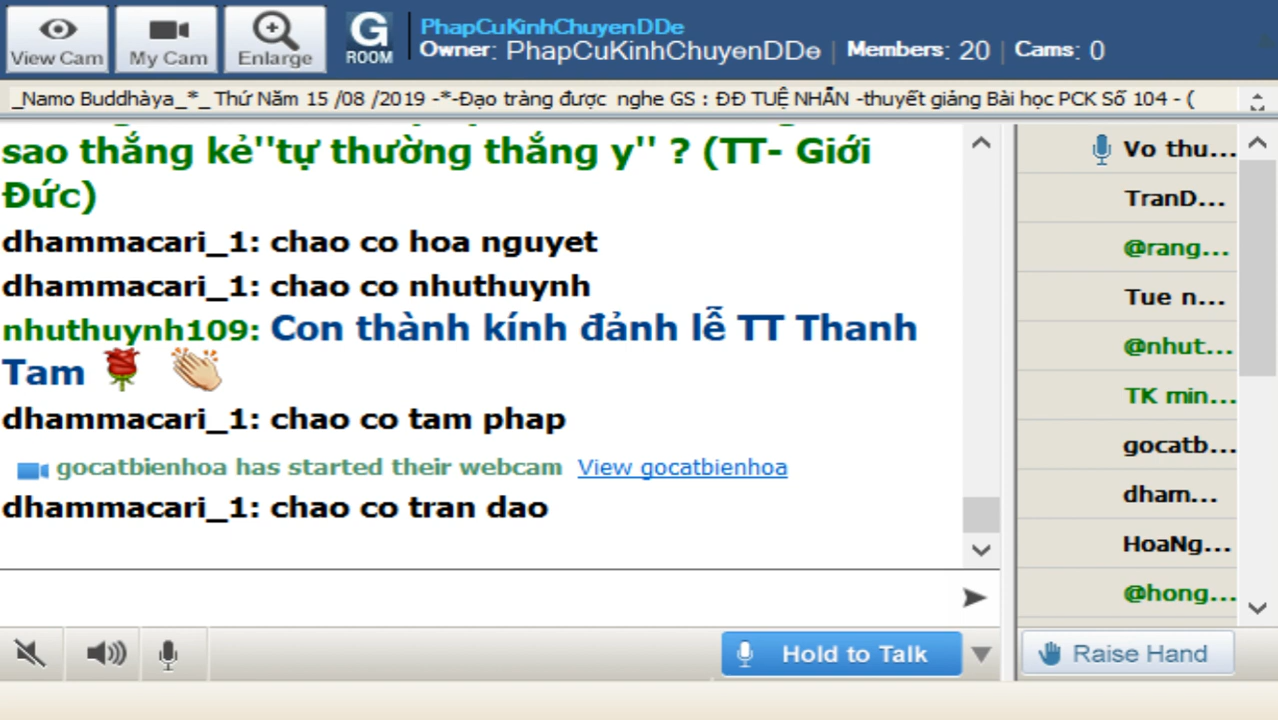 View Cam
My Cam
Enlarge
G
ROOM
PhapCuKinhChuyenDDe
Owner: PhapCuKinhChuyenDDe | Members: 20 | Cams: 0
_Namo Buddhàya_*_ Thứ Năm 15 /08 /2019 -*-Đạo tràng được nghe GS : ĐĐ TUỆ NHẪN -thuyết giảng Bài học PCK Số 104 - (
sao thắng kẻ''tự thường thắng y'' ? (TT- Giới
Đức)
dhammacari_1: chao co hoa nguyet
dhammacari_1: chao co nhuthuynh
nhuthuynh109: Con thành kính đảnh lễ TT Thanh
Tam
dhammacari_1: chao co tam phap
gocatbienhoa has started their webcam View gocatbienhoa
dhammacari_1: chao co tran dao
Hold to Talk
Vo thu...
TranD...
@rang...
Tue n...
@nhut...
TK min...
gocatb...
dham...
HoaNg...
@hong...
Raise Hand